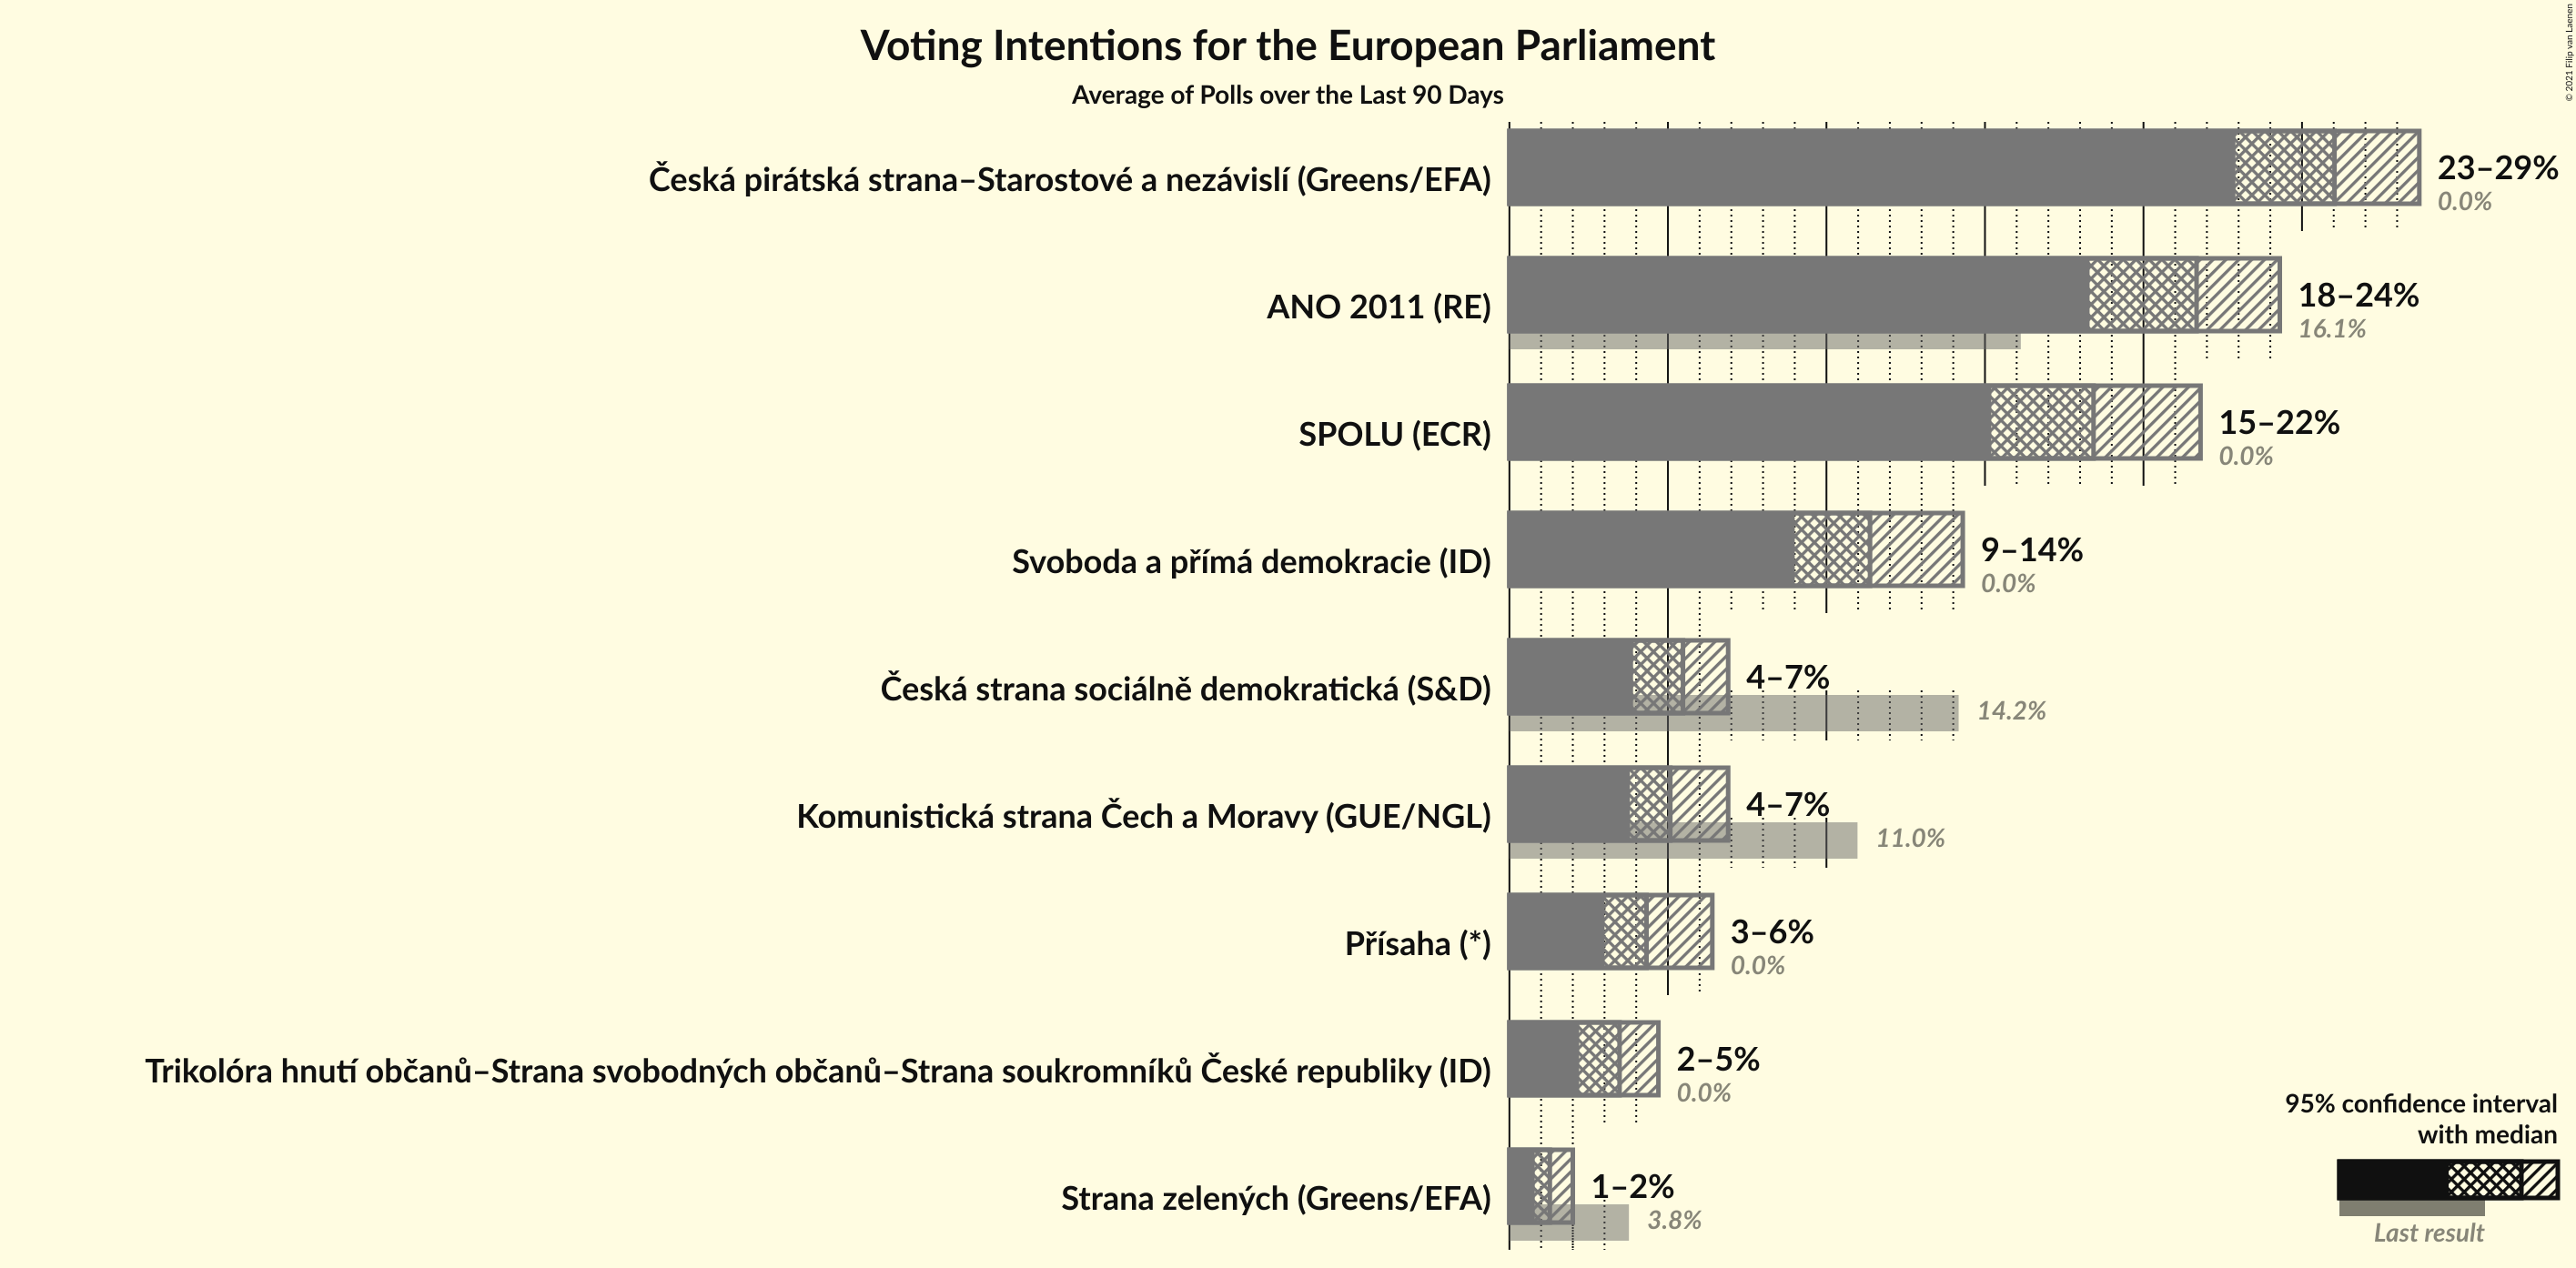 Voting Intentions for the European Parliament
Average of Polls over the Last 90 Days
© 2021 Filip van Laenen
Česká pirátská strana–Starostové a nezávislí (Greens/EFA)
23–29%
0.0%
ANO 2011 (RE)
18–24%
16.1%
SPOLU (ECR)
15–22%
0.0%
Svoboda a přímá demokracie (ID)
9–14%
0.0%
Česká strana sociálně demokratická (S&D)
4–7%
14.2%
Komunistická strana Čech a Moravy (GUE/NGL)
4–7%
11.0%
Přísaha (*)
3–6%
0.0%
Trikolóra hnutí občanů–Strana svobodných občanů–Strana soukromníků České republiky (ID)
2–5%
0.0%
Strana zelených (Greens/EFA)
1–2%
3.8%
95% confidence interval
with median
Last result